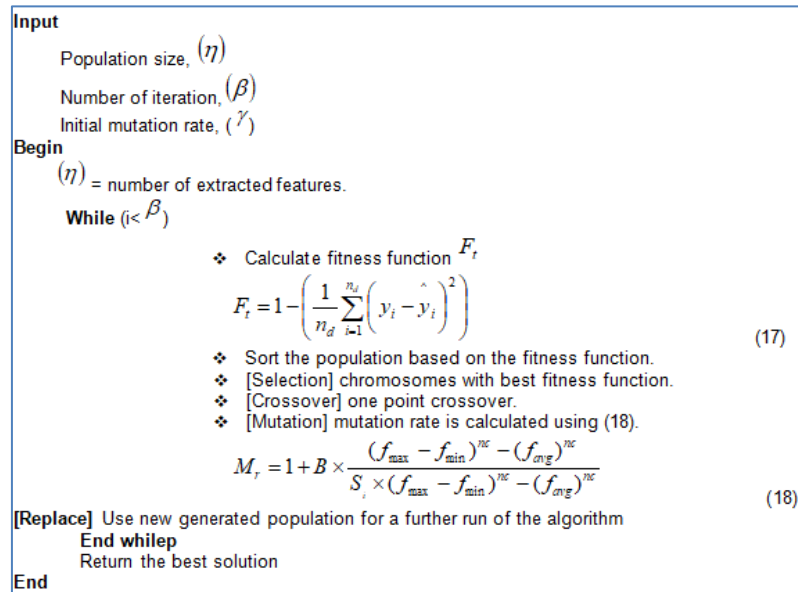 Input
Population size, (η)
Number of iteration, (β)
Initial mutation rate, (γ)
Begin
(η) = number of extracted features.
While (i< β)
❖ Calculate fitness function F_t
F_t = 1 − ( 1/n_d ∑_{i=1}^{n_d} ( y_i − ŷ_i )^2 ) (17)
❖ Sort the population based on the fitness function.
❖ [Selection] chromosomes with best fitness function.
❖ [Crossover] one point crossover.
❖ [Mutation] mutation rate is calculated using (18).
M_r = 1 + B × ((f_max − f_min)^nc − (f_avg)^nc) / (S × (f_max − f_min)^nc − (f_avg)^nc) (18)
[Replace] Use new generated population for a further run of the algorithm
End whilep
Return the best solution
End